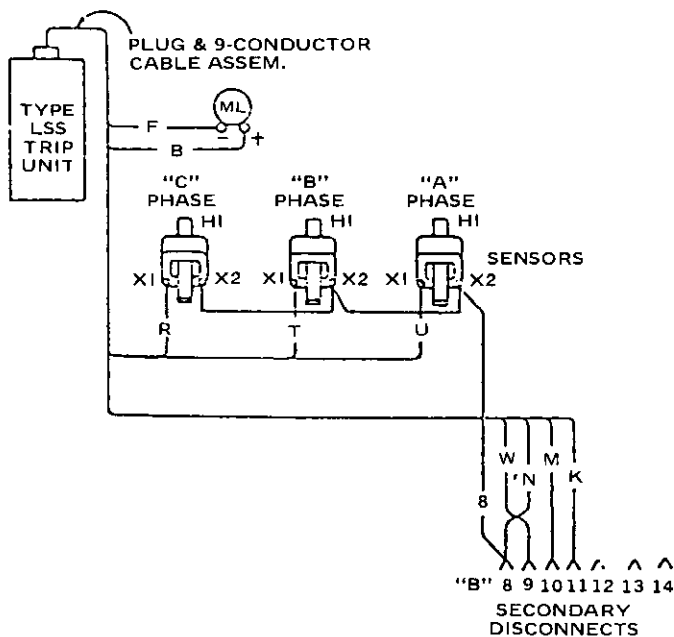 PLUG & 9-CONDUCTOR
CABLE ASSEM.
TYPE
LSS
TRIP
UNIT
ML
F
-
+
B
"C"
PHASE
H1
"B"
PHASE
H1
"A"
PHASE
H1
SENSORS
X1
X2
X1
X2
X1
X2
R
T
U
W
N
M
K
8
"B" 8 9 10 11 12 13 14
SECONDARY
DISCONNECTS